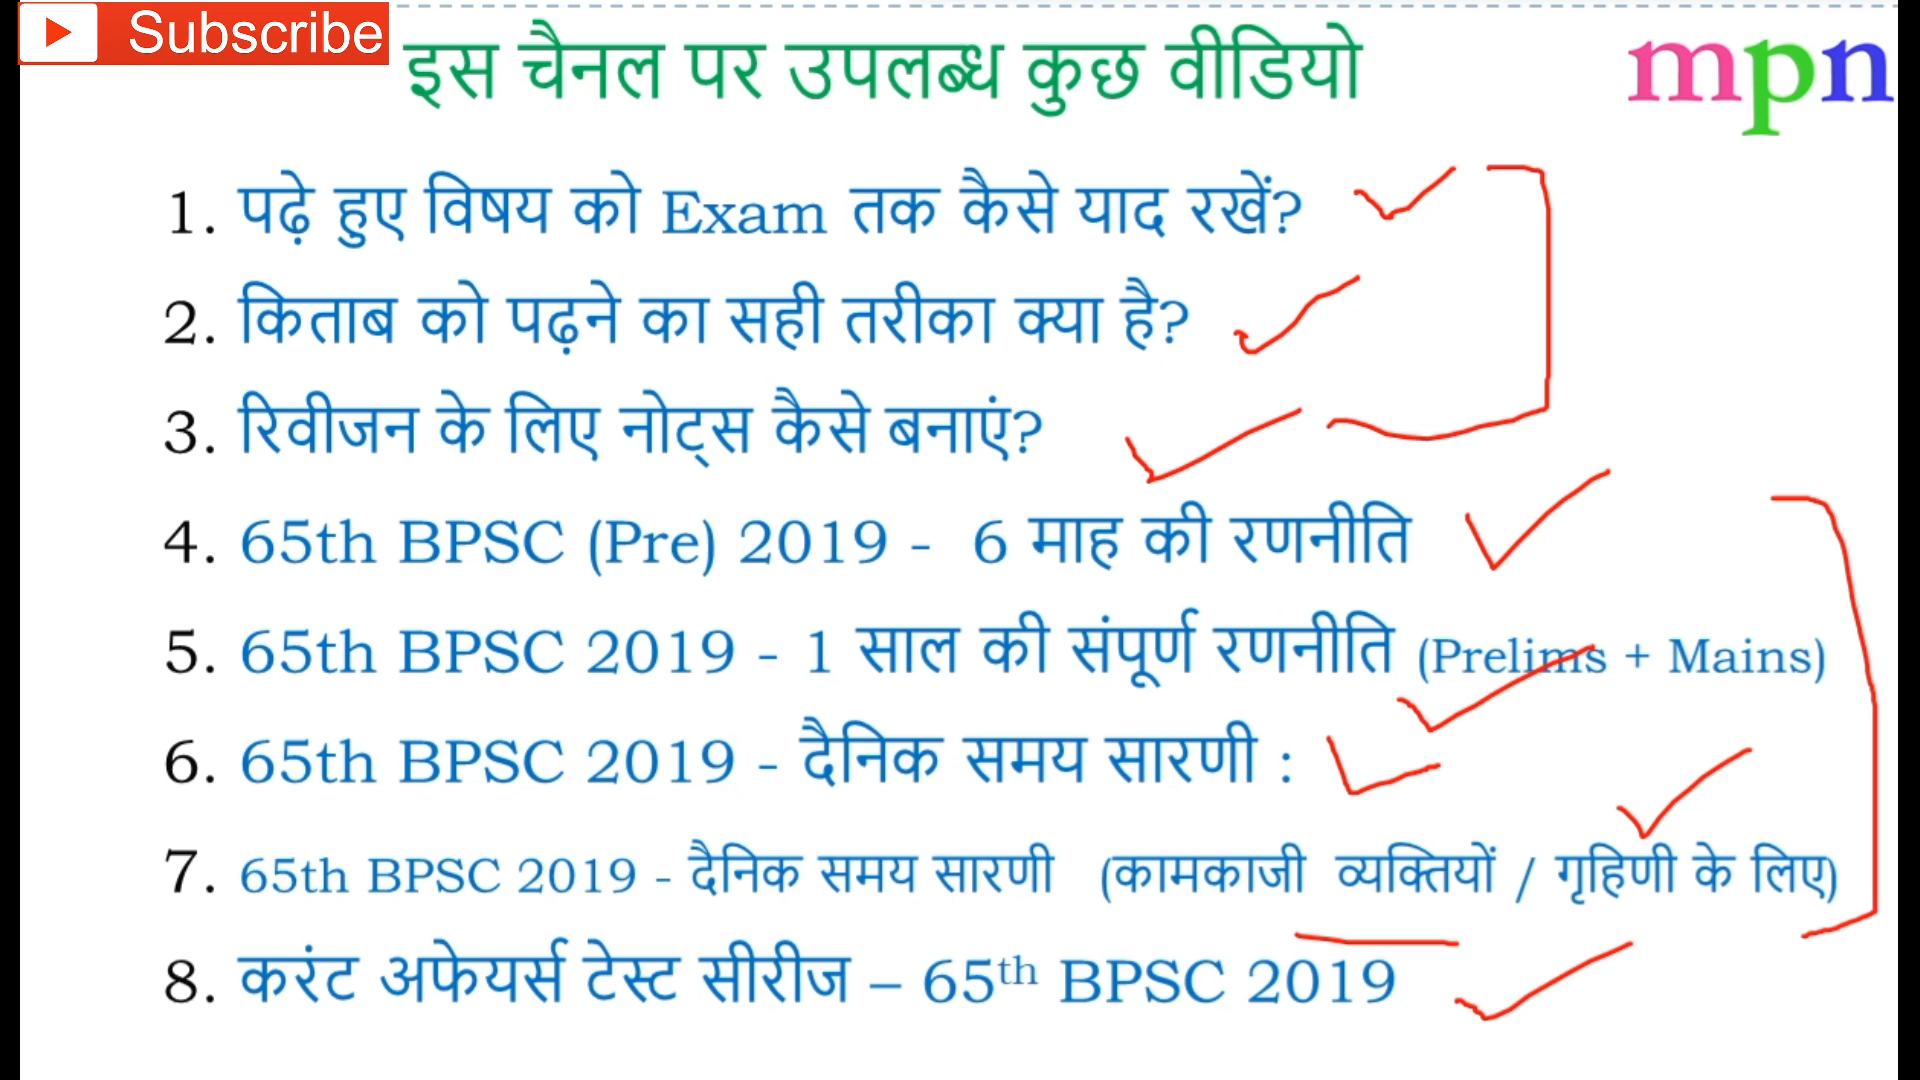 Subscribe
इस चैनल पर उपलब्ध कुछ वीडियो
mpn
1. पढ़े हुए विषय को Exam तक कैसे याद रखें?
2. किताब को पढ़ने का सही तरीका क्या है?
3. रिवीजन के लिए नोट्स कैसे बनाएं?
4. 65th BPSC (Pre) 2019 - 6 माह की रणनीति
5. 65th BPSC 2019 - 1 साल की संपूर्ण रणनीति (Prelims + Mains)
6. 65th BPSC 2019 - दैनिक समय सारणी :
7. 65th BPSC 2019 - दैनिक समय सारणी (कामकाजी व्यक्तियों / गृहिणी के लिए)
8. करंट अफेयर्स टेस्ट सीरीज – 65th BPSC 2019